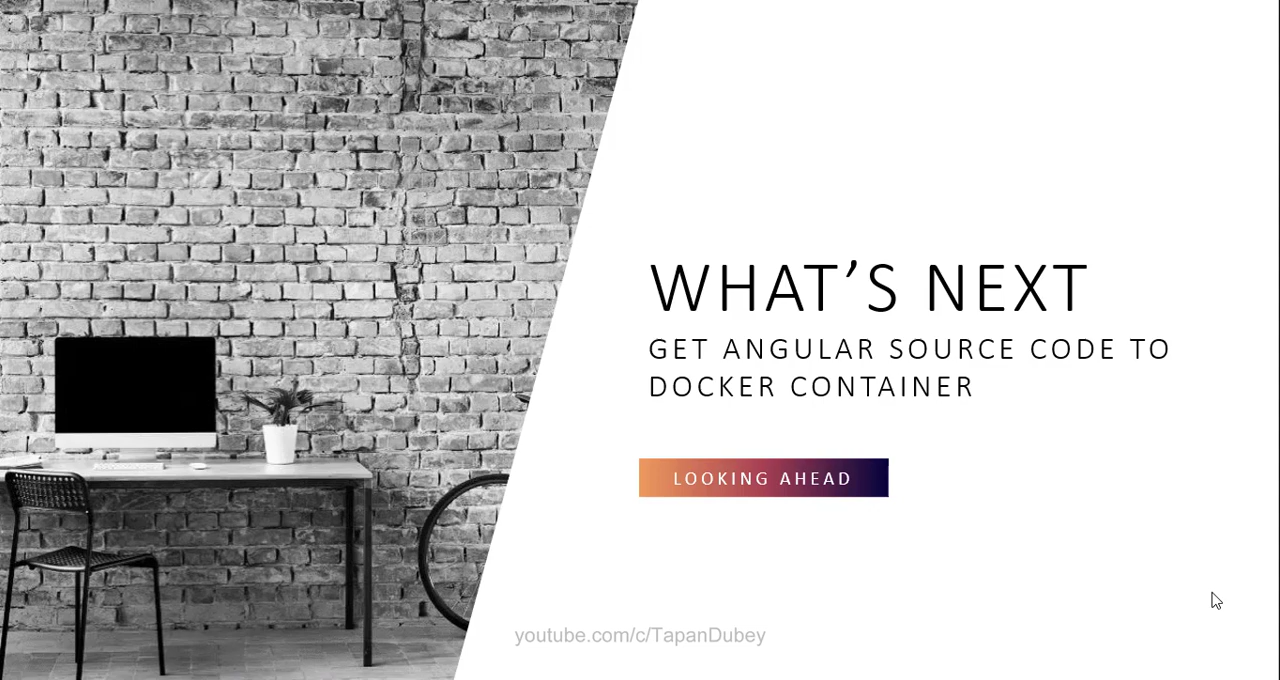 WHAT’S NEXT
GET ANGULAR SOURCE CODE TO
DOCKER CONTAINER
LOOKING AHEAD
youtube.com/c/TapanDubey